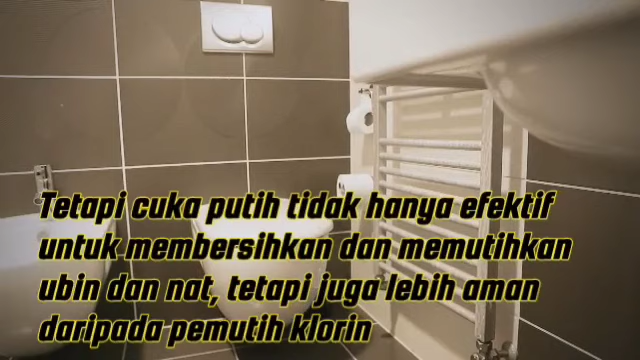 Tetapi cuka putih tidak hanya efektif
untuk membersihkan dan memutihkan
ubin dan nat, tetapi juga lebih aman
daripada pemutih klorin